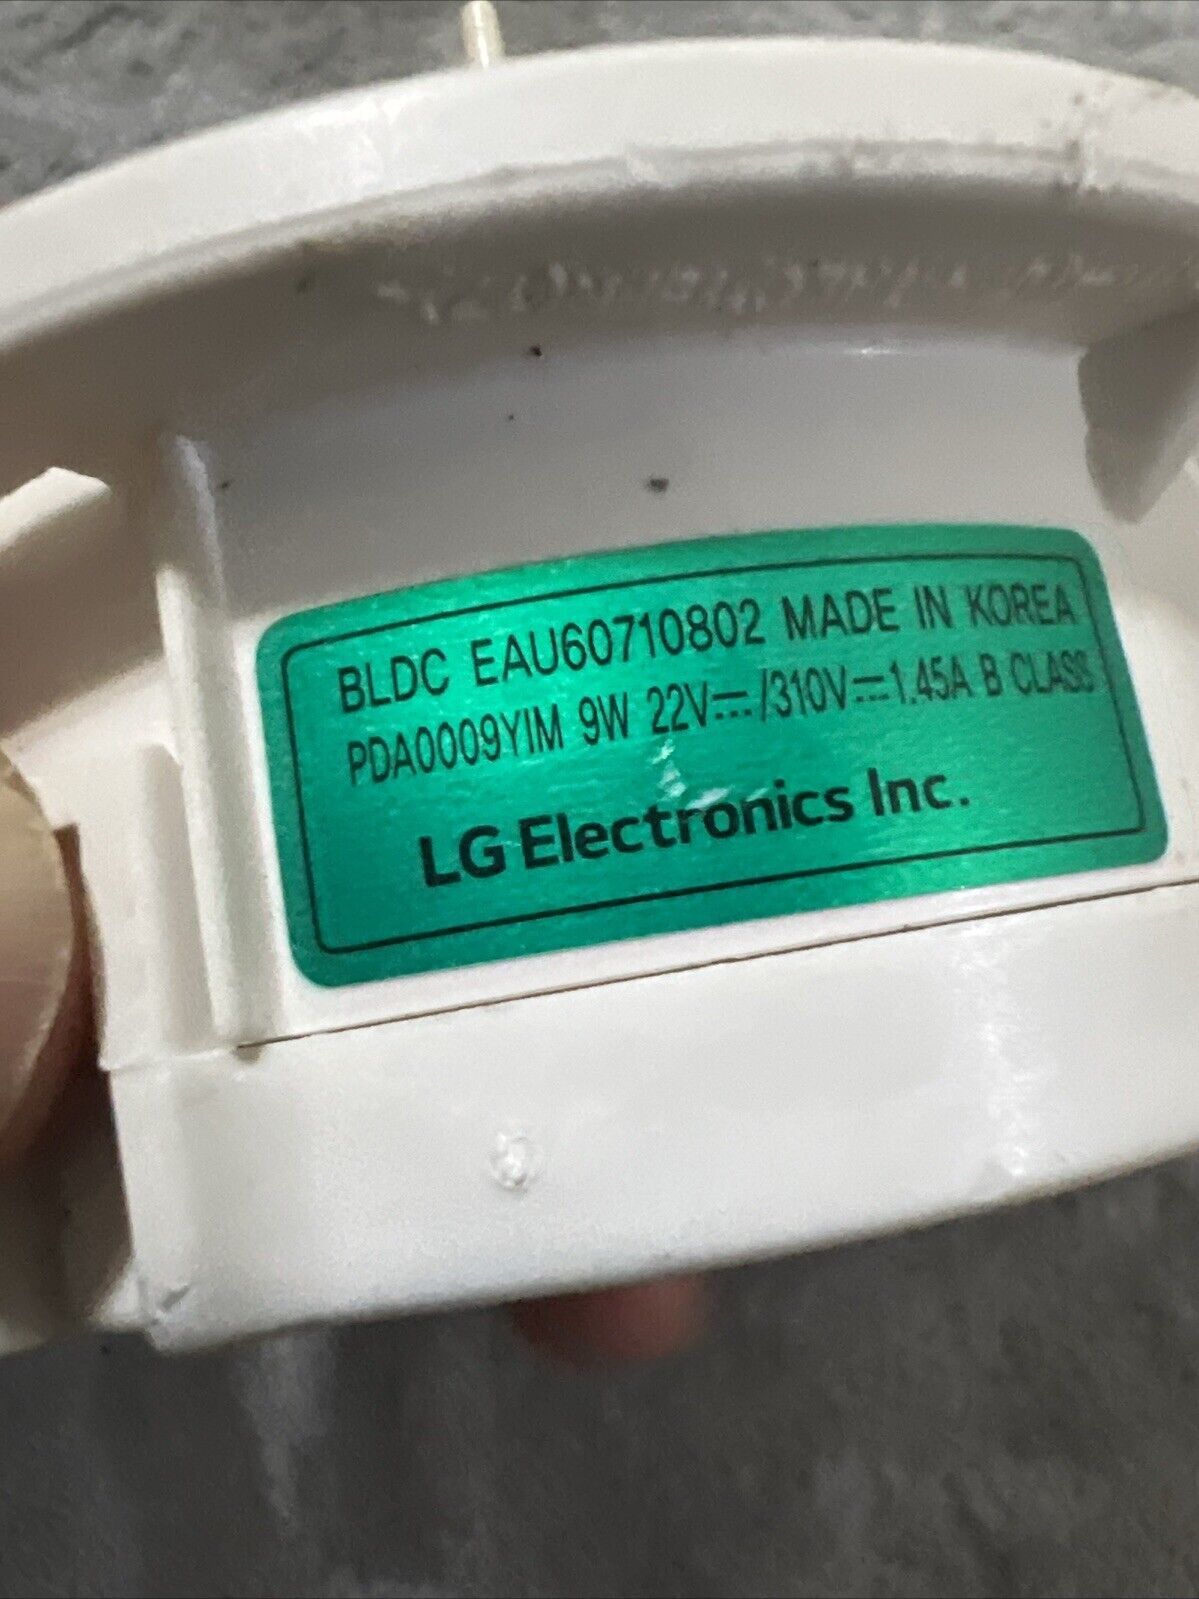 BLDC EAU60710802 MADE IN KOREA
PDA0009YIM 9W 22V⎓/310V⎓1.45A B CLASS
LG Electronics Inc.